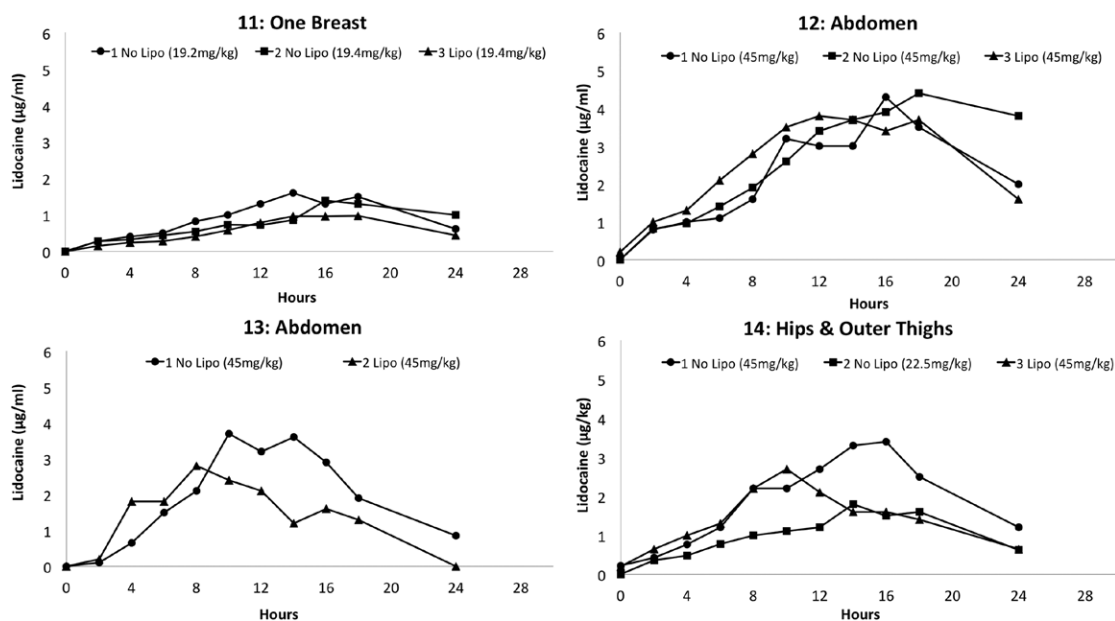 11: One Breast
1 No Lipo (19.2mg/kg) 2 No Lipo (19.4mg/kg) 3 No Lipo (19.4mg/kg)
Lidocaine (µg/ml)
6
5
4
3
2
1
0
0 4 8 12 16 20 24 28
Hours
12: Abdomen
1 No Lipo (45mg/kg) 2 No Lipo (45mg/kg) 3 Lipo (45mg/kg)
Lidocaine (µg/ml)
6
5
4
3
2
1
0
0 4 8 12 16 20 24 28
Hours
13: Abdomen
1 No Lipo (45mg/kg) 2 Lipo (45mg/kg)
Lidocaine (µg/ml)
6
5
4
3
2
1
0
0 4 8 12 16 20 24 28
Hours
14: Hips & Outer Thighs
1 No Lipo (45mg/kg) 2 No Lipo (22.5mg/kg) 3 Lipo (45mg/kg)
Lidocaine (µg/kg)
6
5
4
3
2
1
0
0 4 8 12 16 20 24 28
Hours